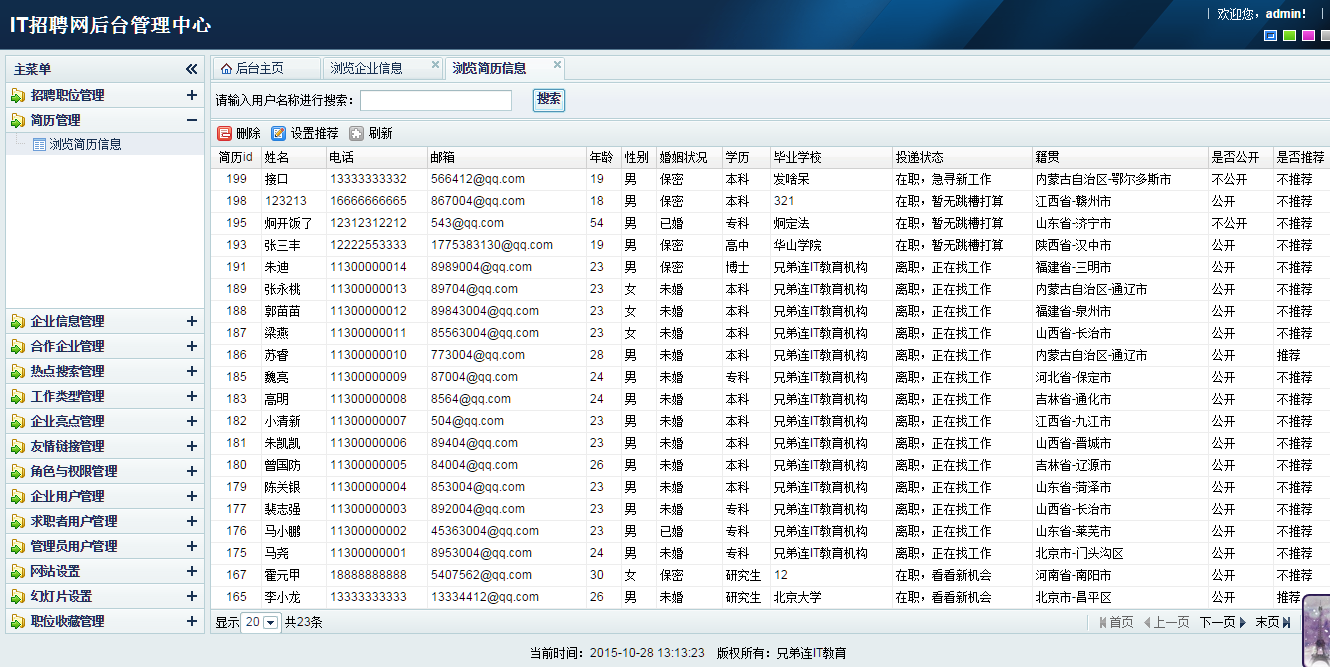 IT招聘网后台管理中心
欢迎您，admin!
主菜单
招聘职位管理
简历管理
浏览简历信息
企业信息管理
合作企业管理
热点搜索管理
工作类型管理
企业亮点管理
友情链接管理
角色与权限管理
企业用户管理
求职者用户管理
管理员用户管理
网站设置
幻灯片设置
职位收藏管理
后台主页 浏览企业信息 浏览简历信息
请输入用户名称进行搜索： 搜索
删除 设置推荐 刷新
简历id 姓名 电话 邮箱 年龄 性别 婚姻状况 学历 毕业学校 投递状态 籍贯 是否公开 是否推荐
199 接口 13333333332 566412@qq.com 19 男 保密 本科 发啥呆 在职，急寻新工作 内蒙古自治区-鄂尔多斯市 不公开 不推荐
198 123213 16666666665 867004@qq.com 18 男 保密 本科 321 在职，暂无跳槽打算 江西省-赣州市 公开 不推荐
195 炯开饭了 12312312212 543@qq.com 54 男 已婚 专科 炯定法 在职，暂无跳槽打算 山东省-济宁市 不公开 不推荐
193 张三丰 12222553333 1775383130@qq.com 19 男 保密 高中 华山学院 在职，暂无跳槽打算 陕西省-汉中市 公开 不推荐
191 朱迪 11300000014 8989004@qq.com 23 男 保密 博士 兄弟连IT教育机构 离职，正在找工作 福建省-三明市 公开 不推荐
189 张永桃 11300000013 89704@qq.com 23 女 未婚 本科 兄弟连IT教育机构 离职，正在找工作 内蒙古自治区-通辽市 公开 不推荐
188 郭苗苗 11300000012 89843004@qq.com 23 女 未婚 本科 兄弟连IT教育机构 离职，正在找工作 福建省-泉州市 公开 不推荐
187 梁燕 11300000011 85563004@qq.com 23 女 未婚 本科 兄弟连IT教育机构 离职，正在找工作 山西省-长治市 公开 不推荐
186 苏睿 11300000010 773004@qq.com 28 男 未婚 本科 兄弟连IT教育机构 离职，正在找工作 内蒙古自治区-通辽市 公开 推荐
185 魏亮 11300000009 87004@qq.com 24 男 未婚 专科 兄弟连IT教育机构 离职，正在找工作 河北省-保定市 公开 不推荐
183 高明 11300000008 8564@qq.com 24 男 未婚 本科 兄弟连IT教育机构 离职，正在找工作 吉林省-通化市 公开 不推荐
182 小清新 11300000007 504@qq.com 23 男 未婚 本科 兄弟连IT教育机构 离职，正在找工作 江西省-九江市 公开 不推荐
181 朱凯凯 11300000006 89404@qq.com 23 男 未婚 本科 兄弟连IT教育机构 离职，正在找工作 山西省-晋城市 公开 不推荐
180 曾国防 11300000005 84004@qq.com 26 男 未婚 本科 兄弟连IT教育机构 离职，正在找工作 吉林省-辽源市 公开 不推荐
179 陈关银 11300000004 853004@qq.com 23 男 未婚 本科 兄弟连IT教育机构 离职，正在找工作 山东省-菏泽市 公开 不推荐
177 裴志强 11300000003 892004@qq.com 23 男 未婚 专科 兄弟连IT教育机构 离职，正在找工作 山西省-长治市 公开 不推荐
176 马小鹏 11300000002 45363004@qq.com 23 男 已婚 专科 兄弟连IT教育机构 离职，正在找工作 山东省-莱芜市 公开 不推荐
175 马尧 11300000001 8953004@qq.com 24 男 未婚 专科 兄弟连IT教育机构 离职，正在找工作 北京市-门头沟区 公开 不推荐
167 霍元甲 18888888888 5407562@qq.com 30 女 保密 研究生 12 在职，看看新机会 河南省-南阳市 公开 不推荐
165 李小龙 13333333333 13334412@qq.com 26 男 未婚 研究生 北京大学 在职，看看新机会 北京市-昌平区 公开 推荐
显示 20 共23条 首页 上一页 下一页 末页
当前时间：2015-10-28 13:13:23 版权所有：兄弟连IT教育